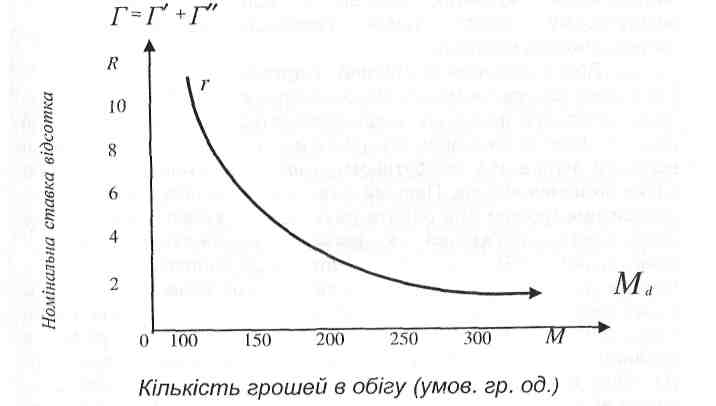 Г = Г′ + Г″
R
r
10
8
6
4
2
Номінальна ставка відсотка
M d
0 100 150 200 250 300 M
Кількість грошей в обігу (умов. гр. од.)